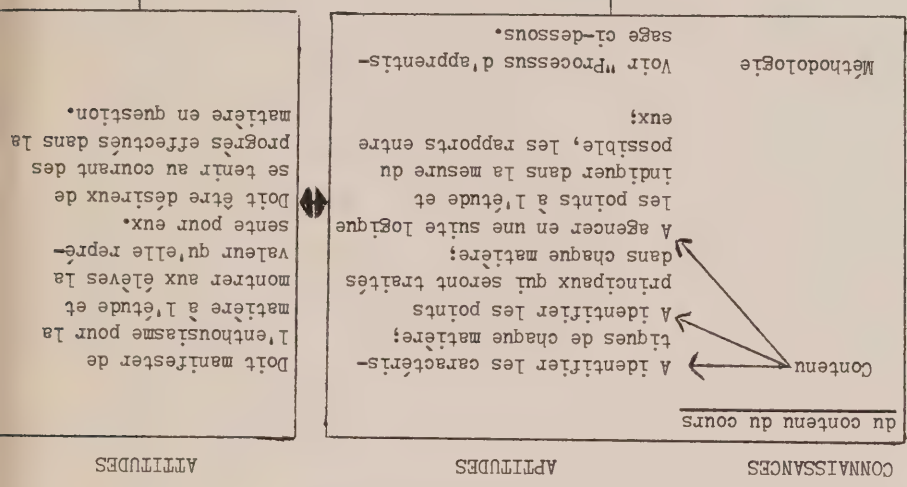 CONNAISSANCES
du contenu du cours
Contenu
Méthodologie
APTITUDES
A identifier les caractéris-
tiques de chaque matière;
A identifier les points
principaux qui seront traités
dans chaque matière;
A agencer en une suite logique
les points à l'étude et
indiquer dans la mesure du
possible, les rapports entre
eux;
Voir "Processus d'apprentis-
sage ci-dessous.
ATTITUDES
Doit manifester de
l'enthousiasme pour la
matière à l'étude et
montrer aux élèves la
valeur qu'elle repré-
sente pour eux.
Doit être désireux de
se tenir au courant des
progrès effectués dans la
matière en question.